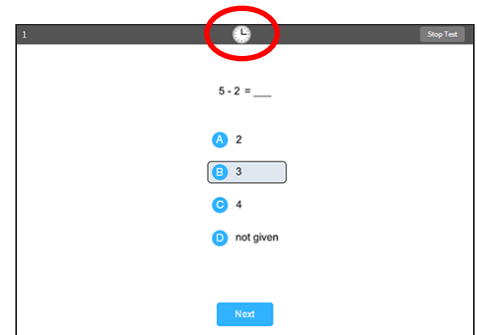 1
Stop Test
5 - 2 = ___
A 2
B 3
C 4
D not given
Next